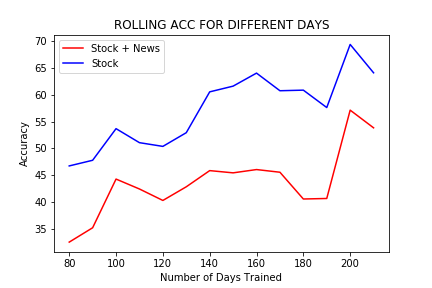 ROLLING ACC FOR DIFFERENT DAYS
Stock + News
Stock
Accuracy
70
65
60
55
50
45
40
35
80 100 120 140 160 180 200
Number of Days Trained